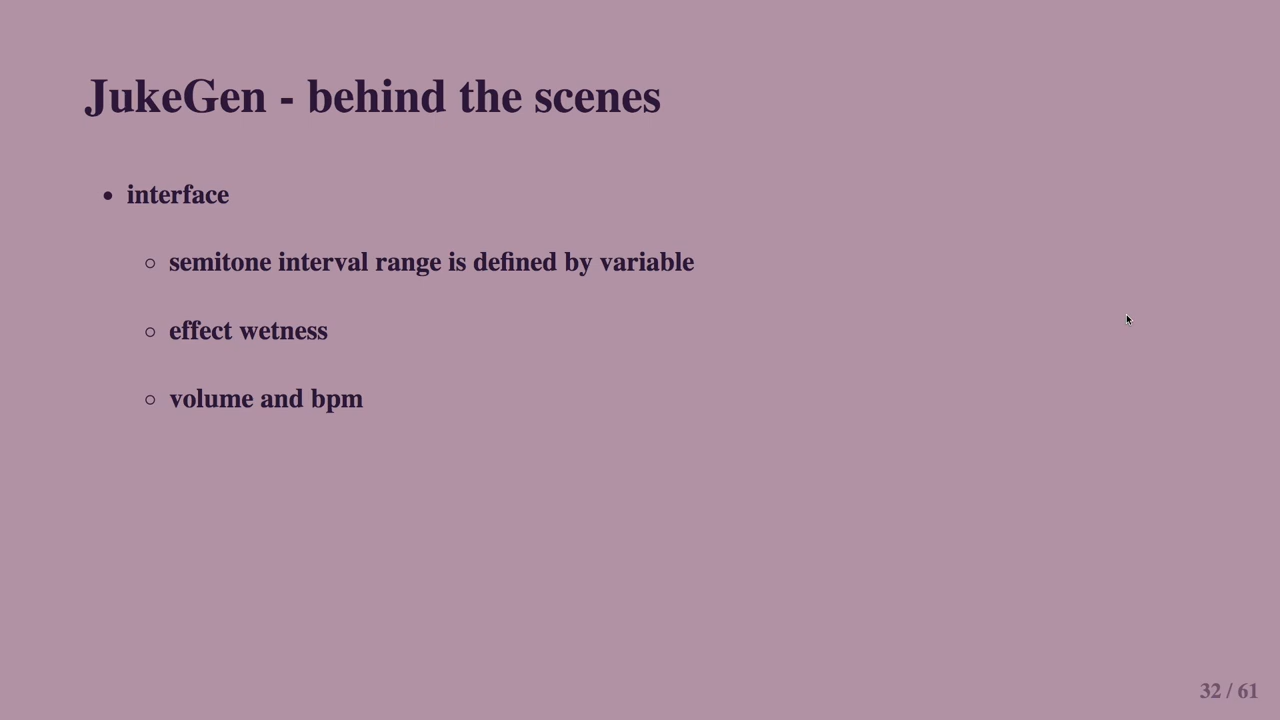 JukeGen - behind the scenes
interface
semitone interval range is defined by variable
effect wetness
volume and bpm
32 / 61